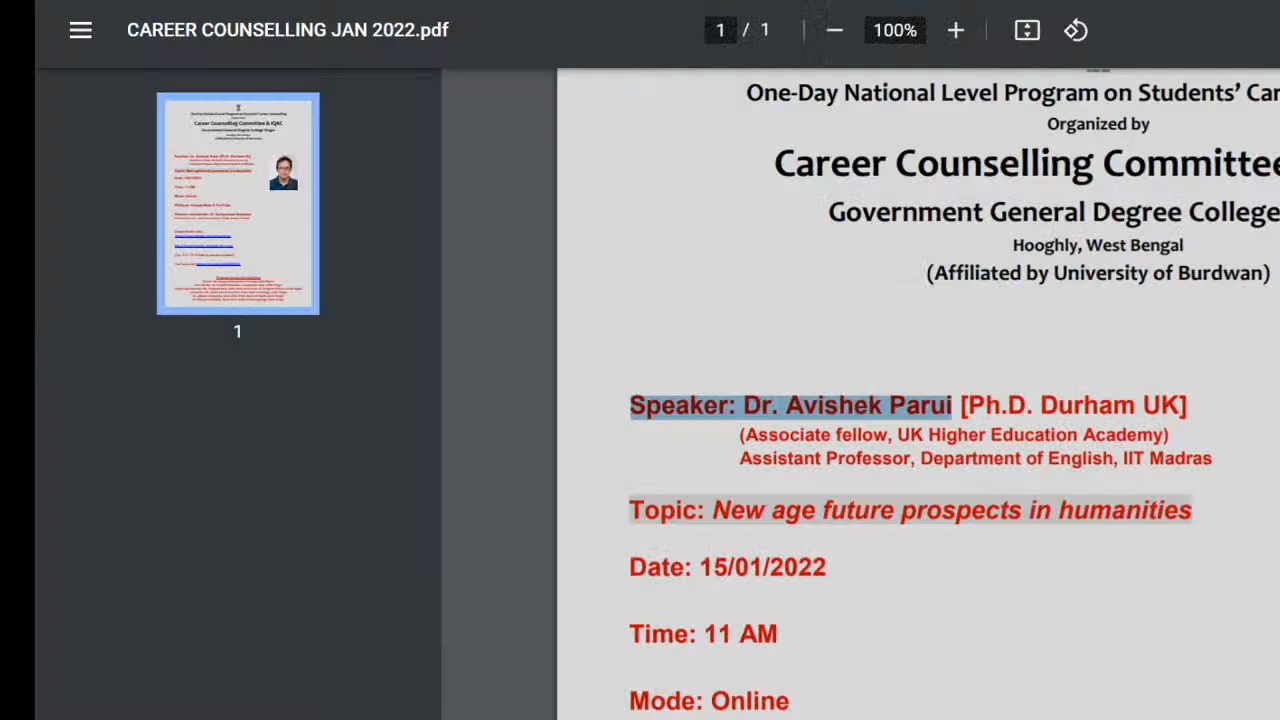 CAREER COUNSELLING JAN 2022.pdf
1 / 1
100%
1
One-Day National Level Program on Students’ Car
Organized by
Career Counselling Committee
Government General Degree College
Hooghly, West Bengal
(Affiliated by University of Burdwan)
Speaker: Dr. Avishek Parui [Ph.D. Durham UK]
(Associate fellow, UK Higher Education Academy)
Assistant Professor, Department of English, IIT Madras
Topic: New age future prospects in humanities
Date: 15/01/2022
Time: 11 AM
Mode: Online